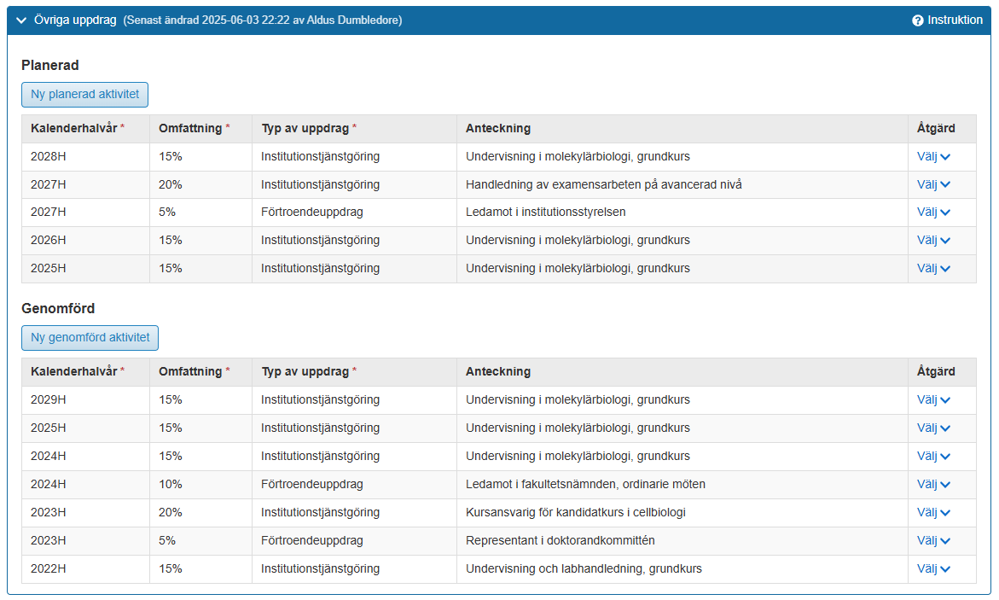 Övriga uppdrag (Senast ändrad 2025-06-03 22:22 av Aldus Dumbledore) Instruktion
Planerad
Ny planerad aktivitet
Kalenderhalvår * Omfattning * Typ av uppdrag * Anteckning Åtgärd
2028H 15% Institutionstjänstgöring Undervisning i molekylärbiologi, grundkurs Välj
2027H 20% Institutionstjänstgöring Handledning av examensarbeten på avancerad nivå Välj
2027H 5% Förtroendeuppdrag Ledamot i institutionsstyrelsen Välj
2026H 15% Institutionstjänstgöring Undervisning i molekylärbiologi, grundkurs Välj
2025H 15% Institutionstjänstgöring Undervisning i molekylärbiologi, grundkurs Välj
Genomförd
Ny genomförd aktivitet
Kalenderhalvår * Omfattning * Typ av uppdrag * Anteckning Åtgärd
2029H 15% Institutionstjänstgöring Undervisning i molekylärbiologi, grundkurs Välj
2025H 15% Institutionstjänstgöring Undervisning i molekylärbiologi, grundkurs Välj
2024H 15% Institutionstjänstgöring Undervisning i molekylärbiologi, grundkurs Välj
2024H 10% Förtroendeuppdrag Ledamot i fakultetsnämnden, ordinarie möten Välj
2023H 20% Institutionstjänstgöring Kursansvarig för kandidatkurs i cellbiologi Välj
2023H 5% Förtroendeuppdrag Representant i doktorandkommittén Välj
2022H 15% Institutionstjänstgöring Undervisning och labhandledning, grundkurs Välj